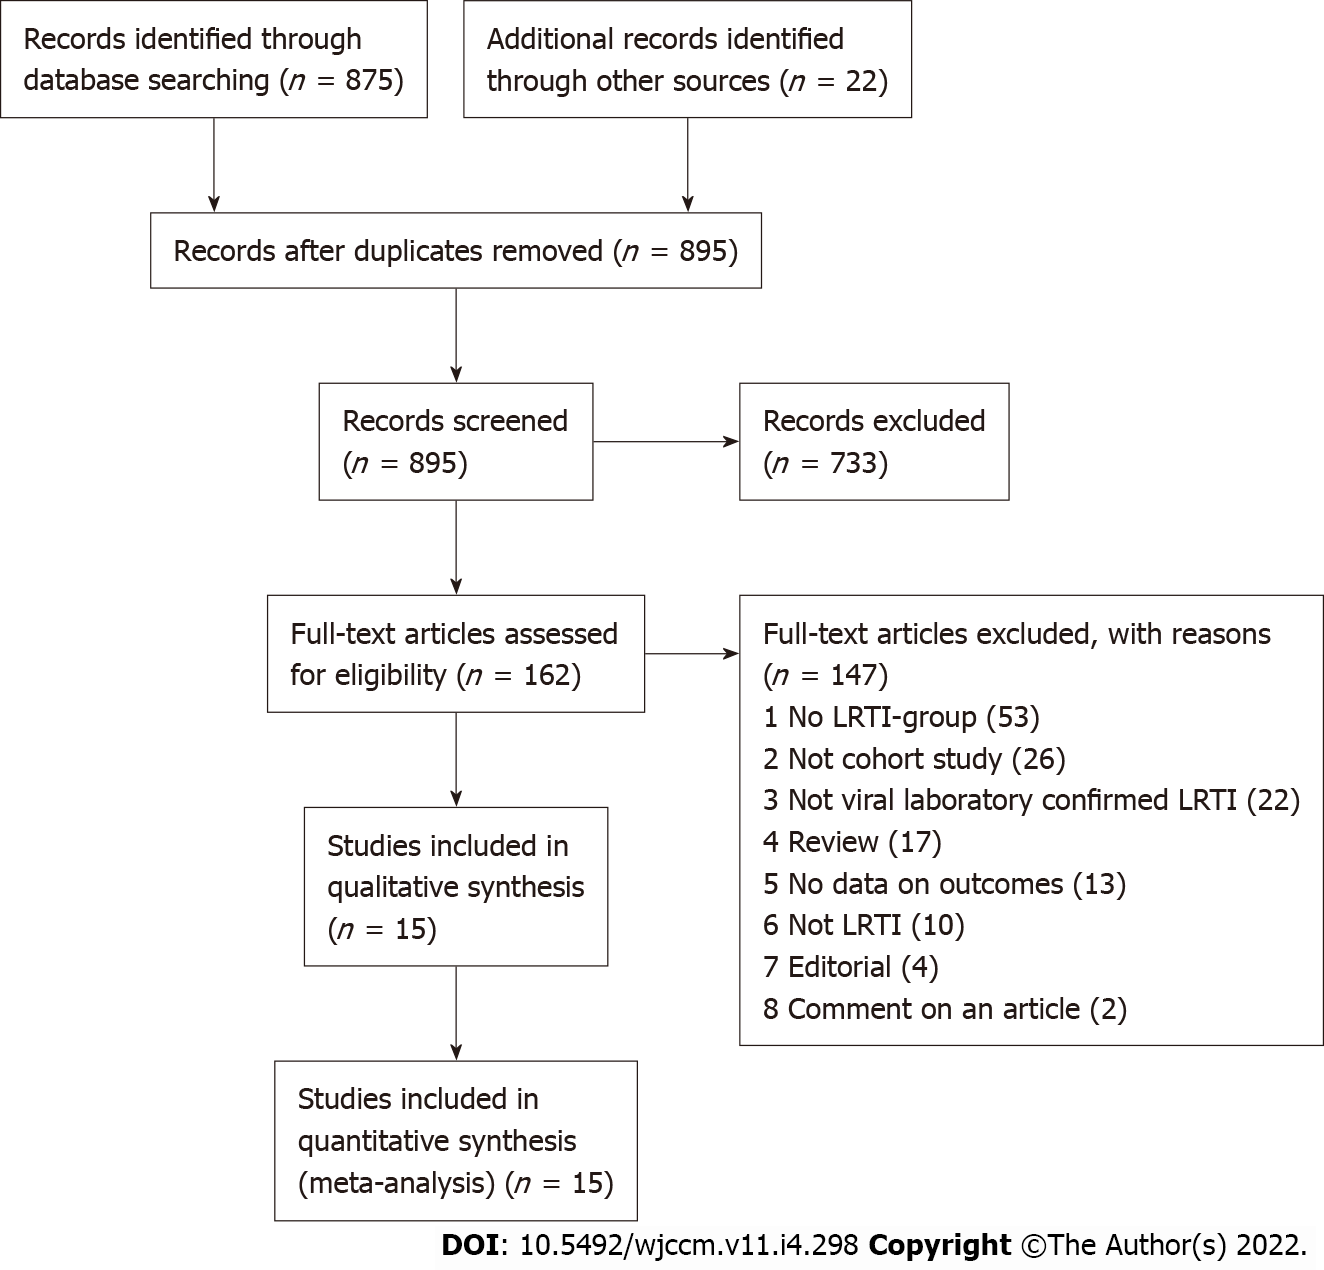 Records identified through
database searching (n = 875)
Additional records identified
through other sources (n = 22)
Records after duplicates removed (n = 895)
Records screened
(n = 895)
Records excluded
(n = 733)
Full-text articles assessed
for eligibility (n = 162)
Full-text articles excluded, with reasons
(n = 147)
1 No LRTI-group (53)
2 Not cohort study (26)
3 Not viral laboratory confirmed LRTI (22)
4 Review (17)
5 No data on outcomes (13)
6 Not LRTI (10)
7 Editorial (4)
8 Comment on an article (2)
Studies included in
qualitative synthesis
(n = 15)
Studies included in
quantitative synthesis
(meta-analysis) (n = 15)
DOI: 10.5492/wjccm.v11.i4.298 Copyright ©The Author(s) 2022.